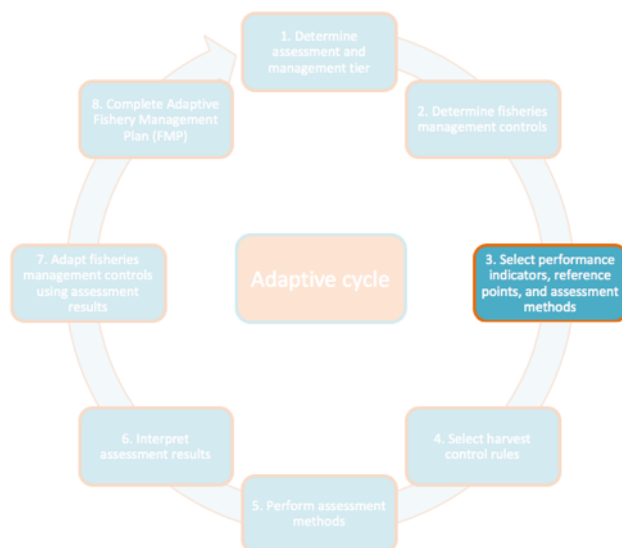 1. Determine
assessment and
management tier
2. Determine fisheries
management controls
3. Select performance
indicators, reference
points, and assessment
methods
4. Select harvest
control rules
5. Perform assessment
methods
6. Interpret
assessment results
7. Adapt fisheries
management controls
using assessment
results
8. Complete Adaptive
Fishery Management
Plan (FMP)
Adaptive cycle